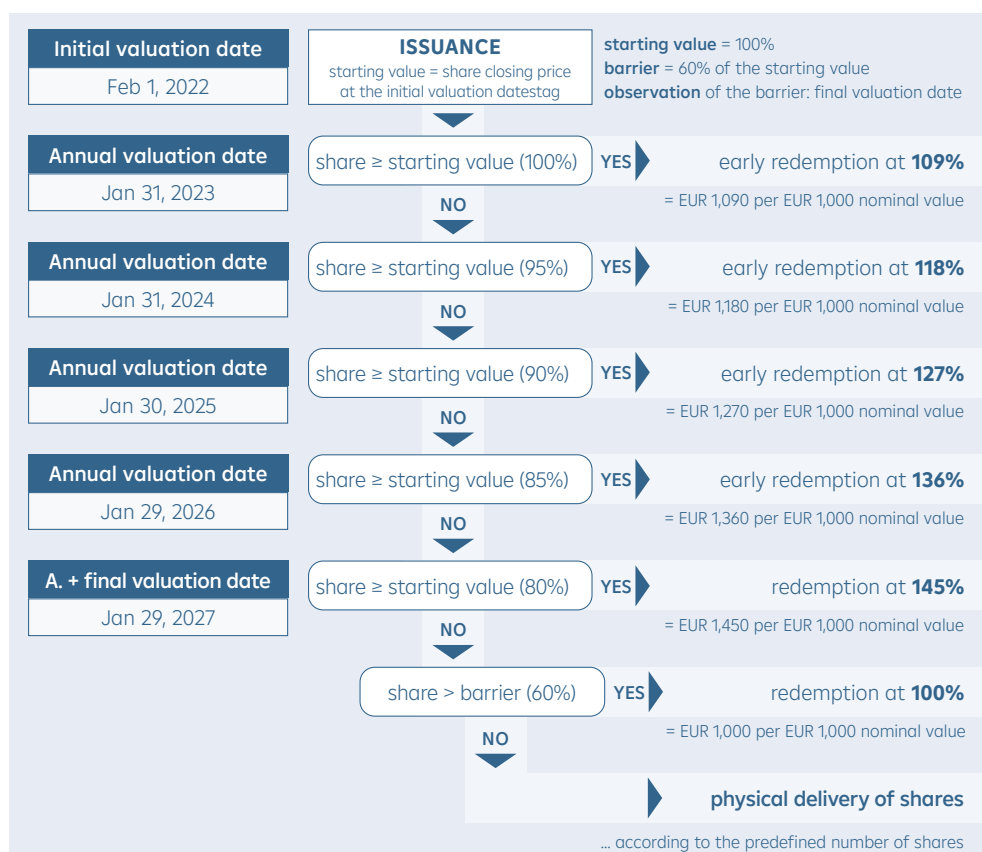 Initial valuation date
Feb 1, 2022
ISSUANCE
starting value = share closing price
at the initial valuation datestag
starting value = 100%
barrier = 60% of the starting value
observation of the barrier: final valuation date
Annual valuation date
Jan 31, 2023
share ≥ starting value (100%)
YES
early redemption at 109%
= EUR 1,090 per EUR 1,000 nominal value
NO
Annual valuation date
Jan 31, 2024
share ≥ starting value (95%)
YES
early redemption at 118%
= EUR 1,180 per EUR 1,000 nominal value
NO
Annual valuation date
Jan 30, 2025
share ≥ starting value (90%)
YES
early redemption at 127%
= EUR 1,270 per EUR 1,000 nominal value
NO
Annual valuation date
Jan 29, 2026
share ≥ starting value (85%)
YES
early redemption at 136%
= EUR 1,360 per EUR 1,000 nominal value
NO
A. + final valuation date
Jan 29, 2027
share ≥ starting value (80%)
YES
redemption at 145%
= EUR 1,450 per EUR 1,000 nominal value
NO
share > barrier (60%)
YES
redemption at 100%
= EUR 1,000 per EUR 1,000 nominal value
NO
physical delivery of shares
... according to the predefined number of shares